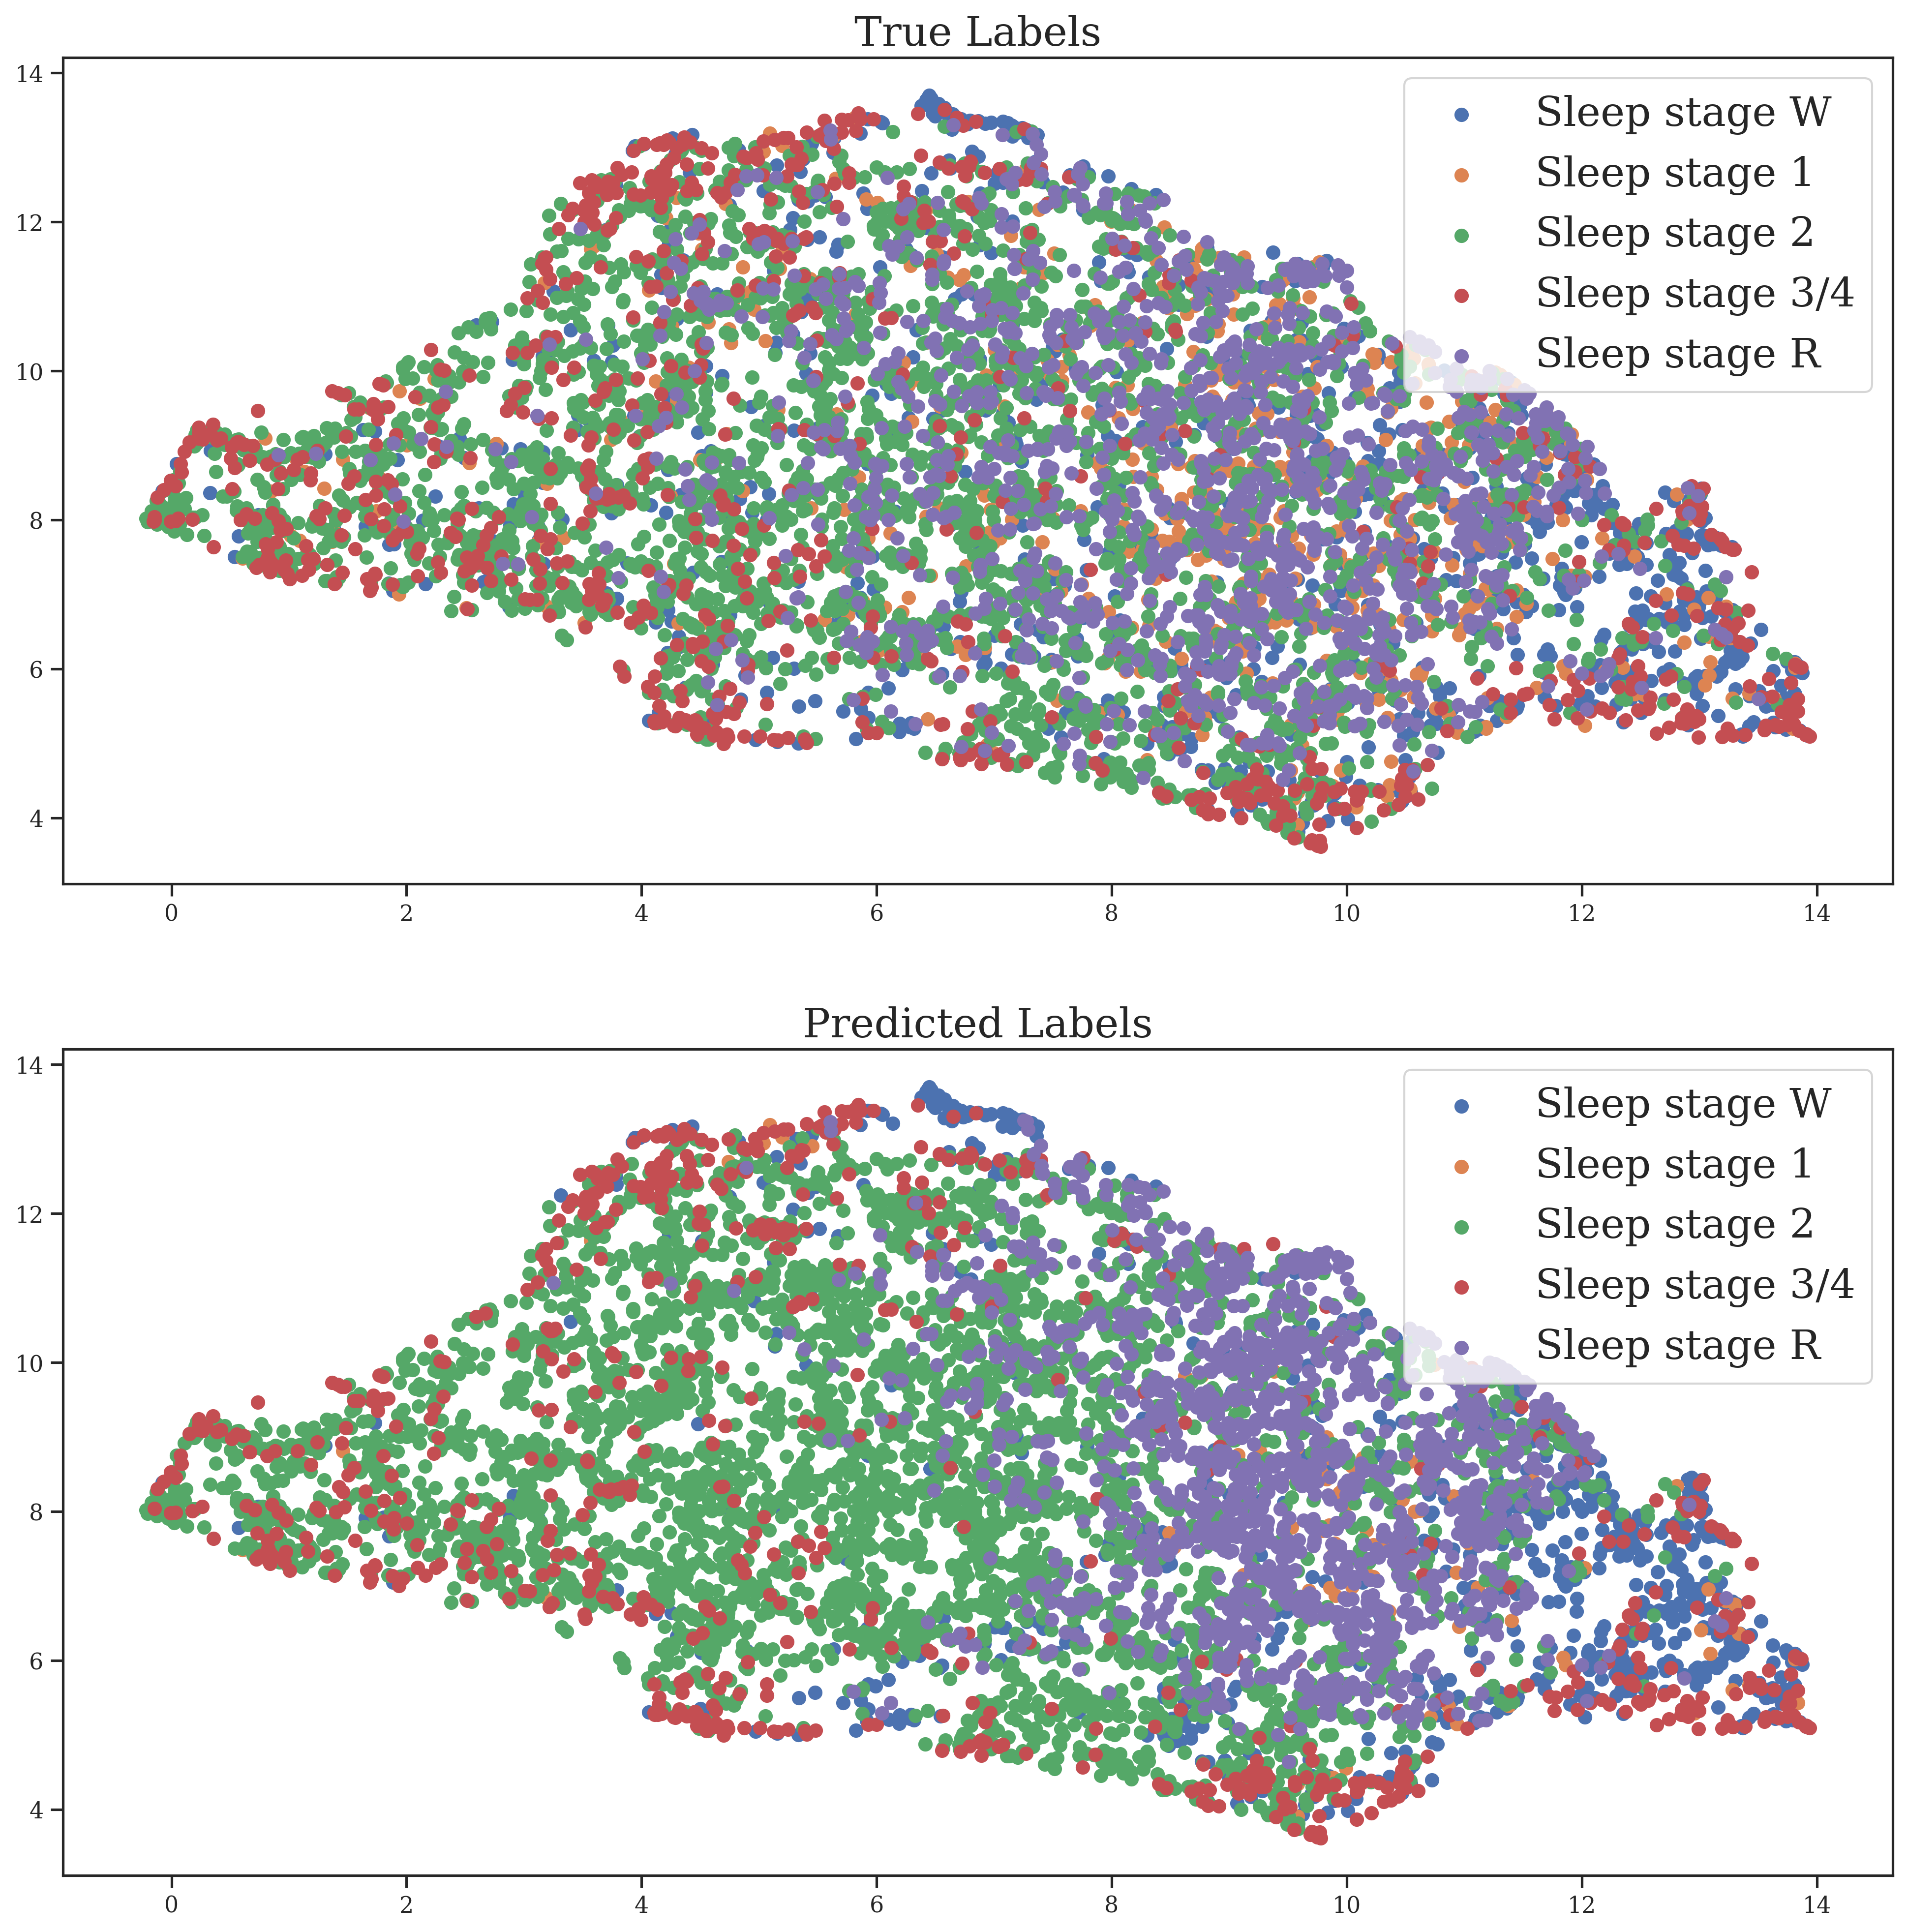 True Labels
14
12
10
8
6
4
0 2 4 6 8 10 12 14
Sleep stage W
Sleep stage 1
Sleep stage 2
Sleep stage 3/4
Sleep stage R
Predicted Labels
14
12
10
8
6
4
0 2 4 6 8 10 12 14
Sleep stage W
Sleep stage 1
Sleep stage 2
Sleep stage 3/4
Sleep stage R